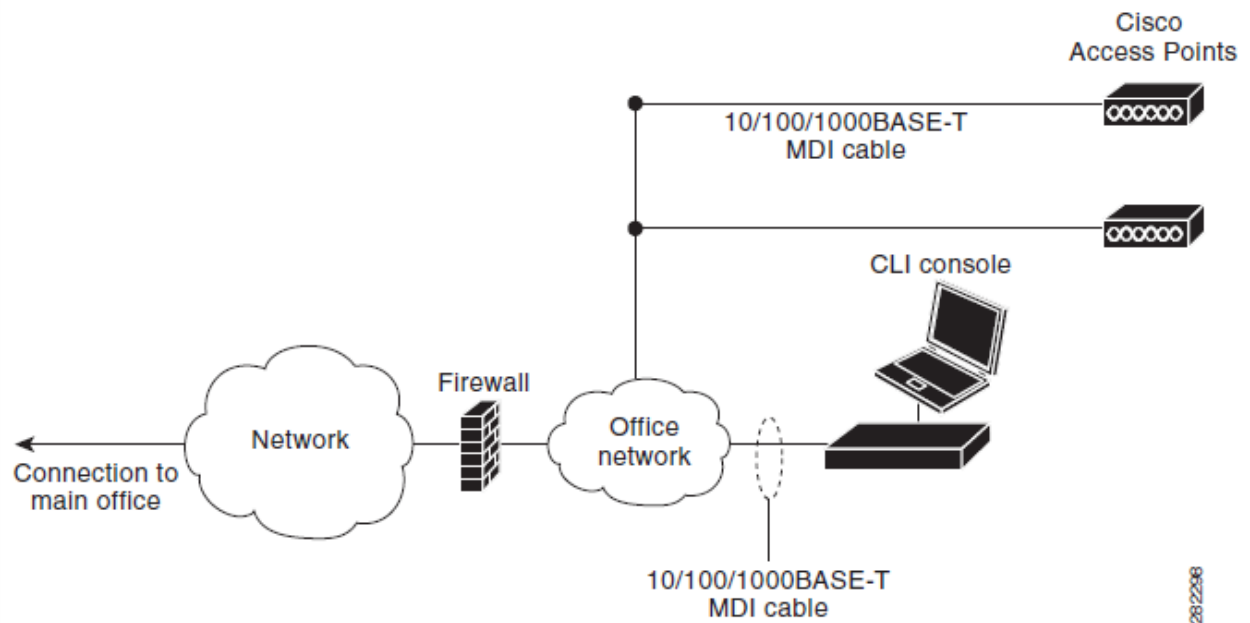 Cisco
Access Points
10/100/1000BASE-T
MDI cable
CLI console
Firewall
Network
Office
network
Connection to
main office
10/100/1000BASE-T
MDI cable
282298